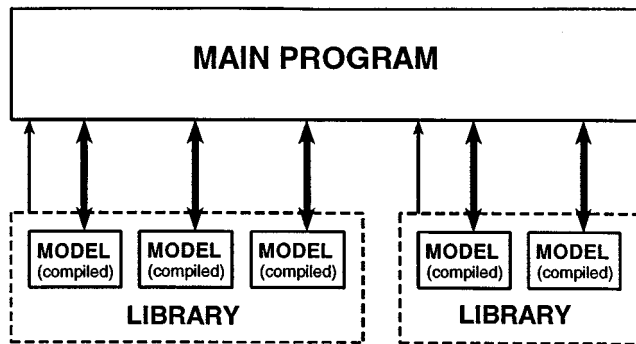 MAIN PROGRAM
MODEL MODEL MODEL MODEL MODEL
(compiled) (compiled) (compiled) (compiled) (compiled)
LIBRARY LIBRARY